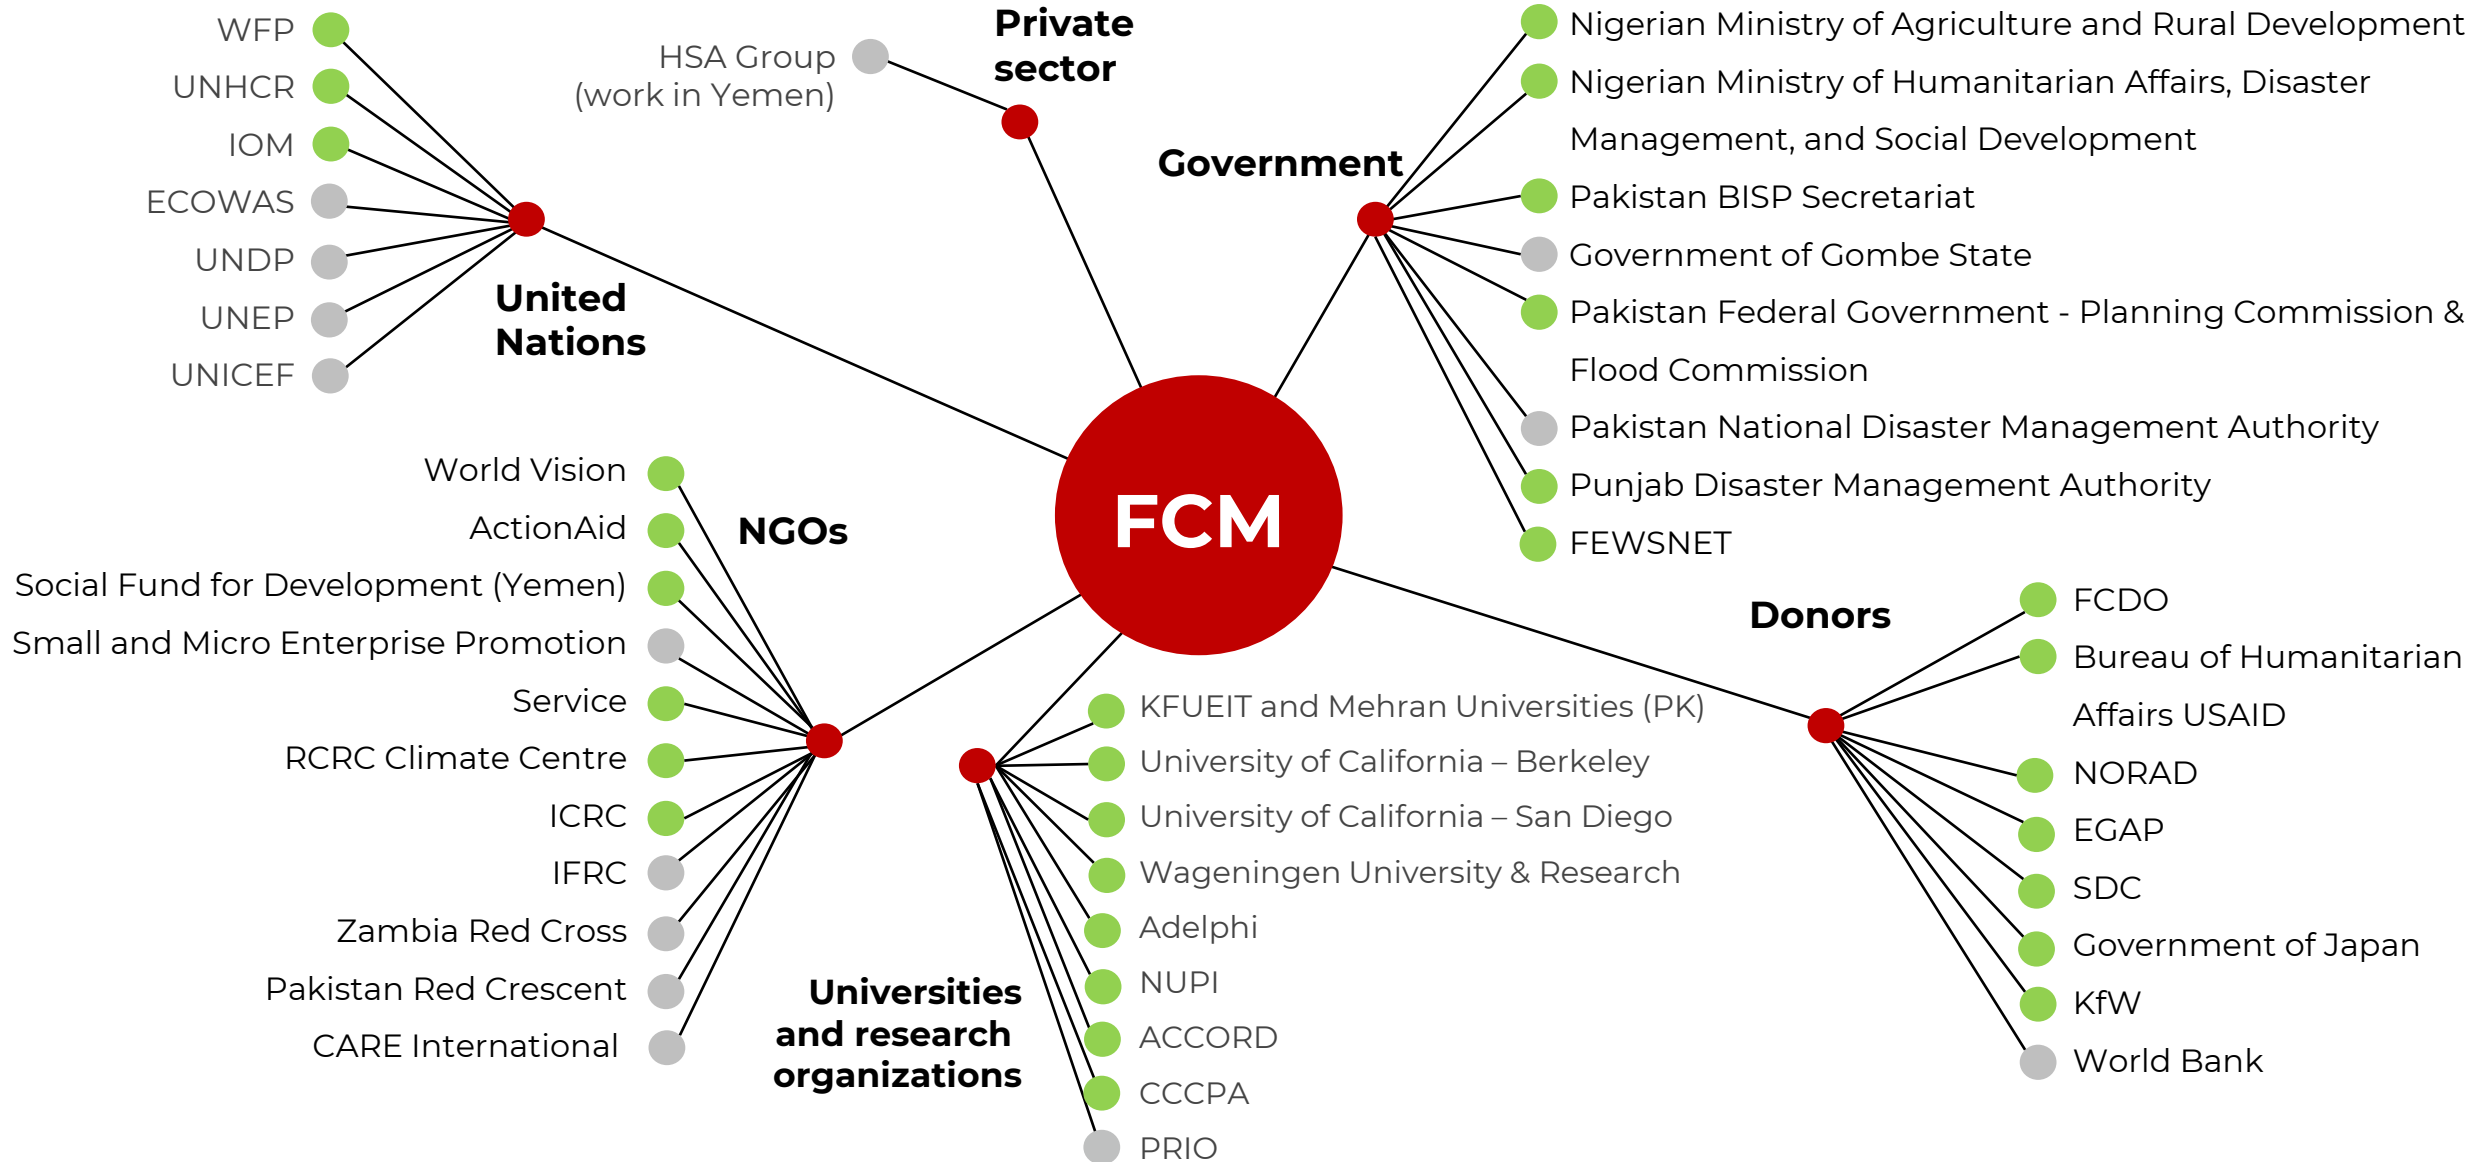 WFP
UNHCR
IOM
ECOWAS
UNDP
UNEP
UNICEF
United
Nations
HSA Group
(work in Yemen)
Private
sector
Government
Nigerian Ministry of Agriculture and Rural Development
Nigerian Ministry of Humanitarian Affairs, Disaster
Management, and Social Development
Pakistan BISP Secretariat
Government of Gombe State
Pakistan Federal Government - Planning Commission &
Flood Commission
Pakistan National Disaster Management Authority
Punjab Disaster Management Authority
FEWSNET
FCM
World Vision
ActionAid
Social Fund for Development (Yemen)
Small and Micro Enterprise Promotion
Service
RCRC Climate Centre
ICRC
IFRC
Zambia Red Cross
Pakistan Red Crescent
CARE International
NGOs
Universities
and research
organizations
KFUEIT and Mehran Universities (PK)
University of California – Berkeley
University of California – San Diego
Wageningen University & Research
Adelphi
NUPI
ACCORD
CCCPA
PRIO
Donors
FCDO
Bureau of Humanitarian
Affairs USAID
NORAD
EGAP
SDC
Government of Japan
KfW
World Bank